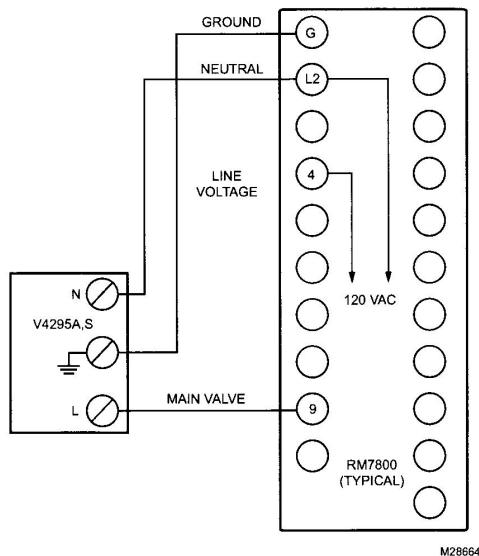 GROUND
G
NEUTRAL
L2
LINE
VOLTAGE
4
120 VAC
N
V4295A,S
L
MAIN VALVE
9
RM7800
(TYPICAL)
M28664